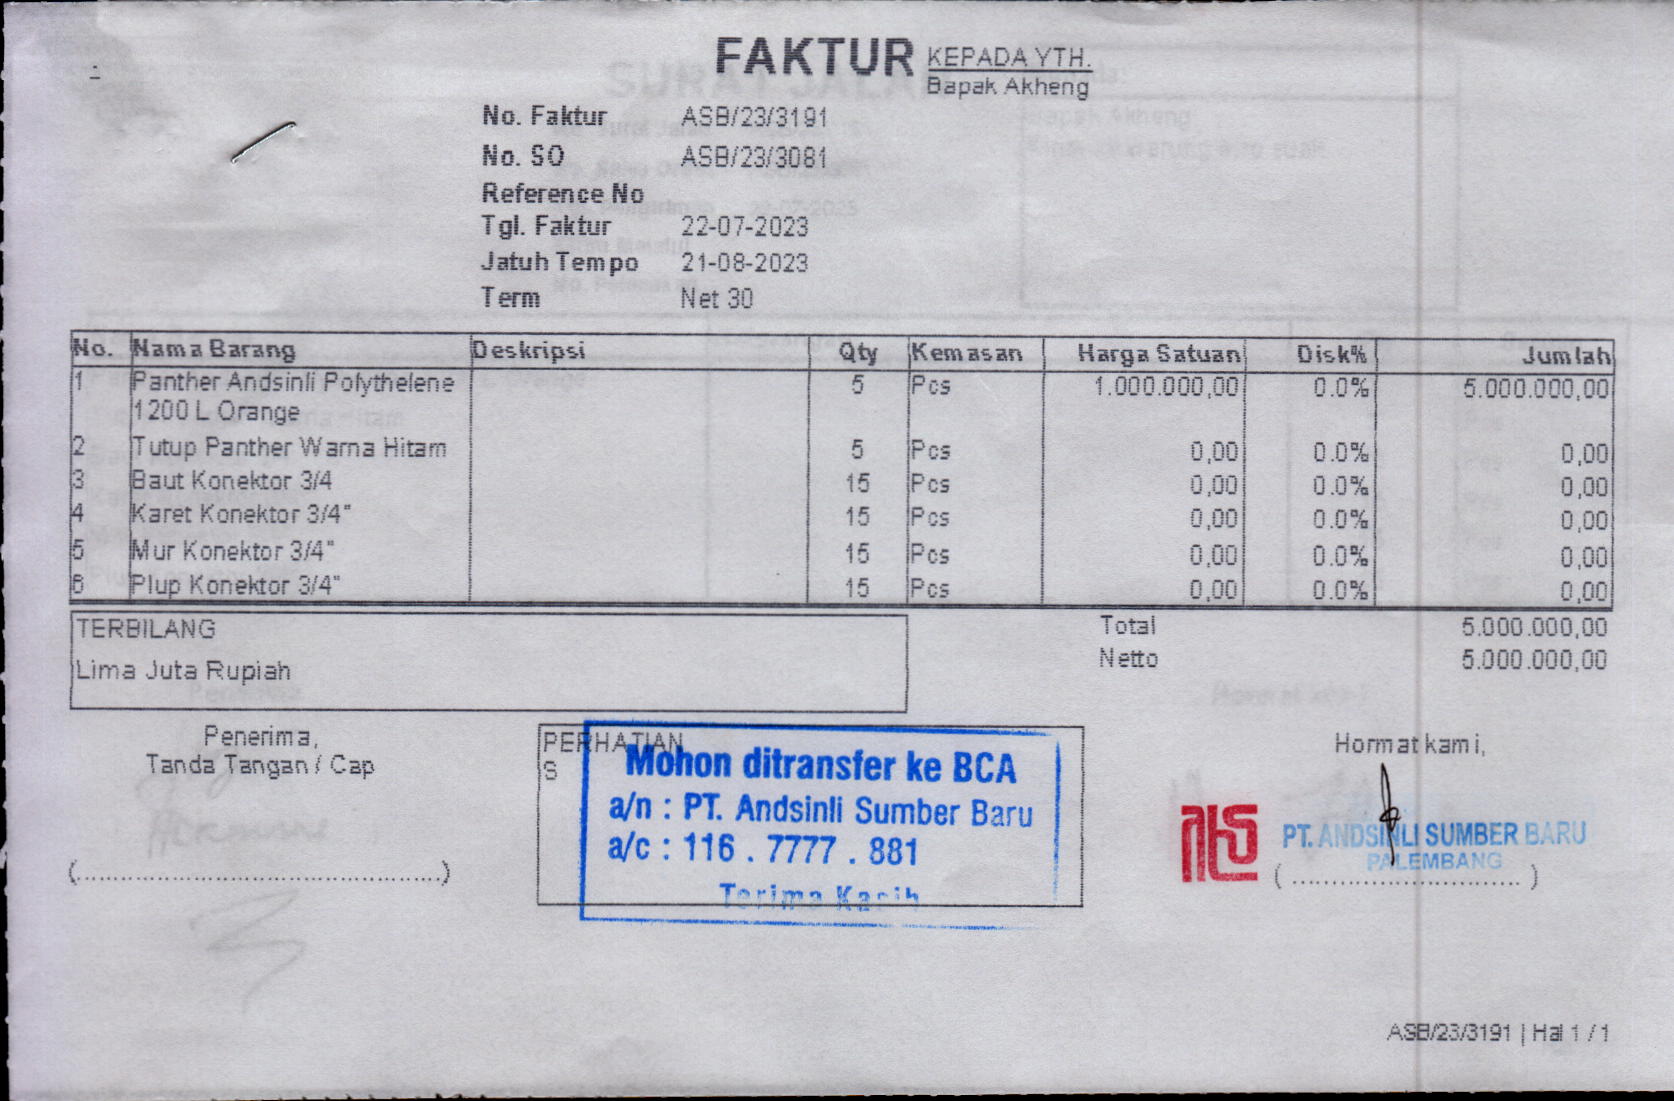 FAKTUR
KEPADA YTH.
Bapak Akheng
No. Faktur ASB/23/3191
No. SO ASB/23/3081
Reference No
Tgl. Faktur 22-07-2023
Jatuh Tempo 21-08-2023
Term Net 30
No. Nama Barang Deskripsi Qty Kemasan Harga Satuan Disk% Jumlah
1 Panther Andsinli Polythelene 5 Pcs 1.000.000,00 0.0% 5.000.000,00
1200 L Orange
2 Tutup Panther Warna Hitam 5 Pcs 0,00 0.0% 0,00
3 Baut Konektor 3/4 15 Pcs 0,00 0.0% 0,00
4 Karet Konektor 3/4" 15 Pcs 0,00 0.0% 0,00
5 Mur Konektor 3/4" 15 Pcs 0,00 0.0% 0,00
6 Plup Konektor 3/4" 15 Pcs 0,00 0.0% 0,00
TERBILANG
Lima Juta Rupiah
Total 5.000.000,00
Netto 5.000.000,00
Penerima,
Tanda Tangan / Cap
(..................................................)
PERHATIAN
S
Mohon ditransfer ke BCA
a/n : PT. Andsinli Sumber Baru
a/c : 116 . 7777 . 881
Terima Kasih
Hormat kami,
PT. ANDSINLI SUMBER BARU
PALEMBANG
( ............................... )
ASB/23/3191 | Hal 1 / 1